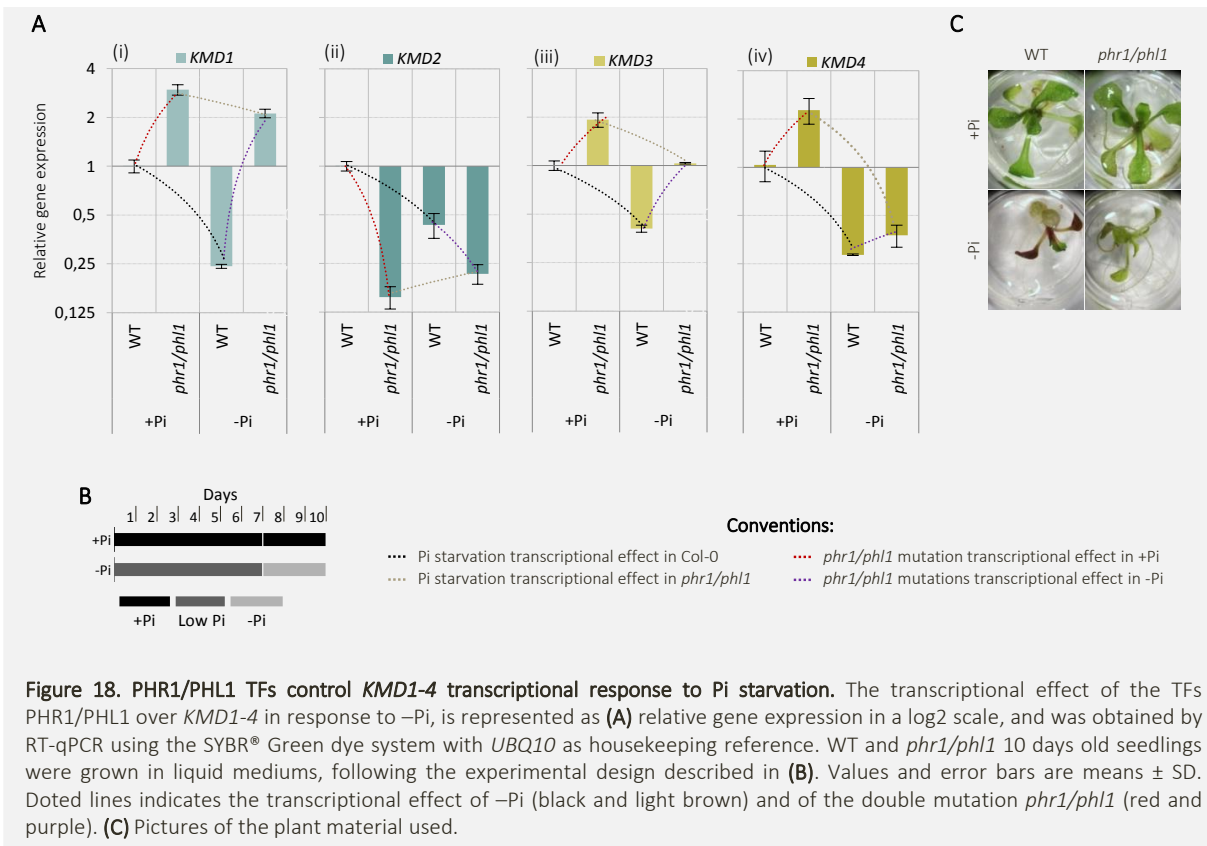 A
C
(i)
KMD1
(ii)
KMD2
(iii)
KMD3
(iv)
KMD4
WT
phr1/phl1
Relative gene expression
4
2
1
0,5
0,25
0,125
+Pi
-Pi
WT
phr1/phl1
WT
phr1/phl1
WT
phr1/phl1
WT
phr1/phl1
WT
phr1/phl1
WT
phr1/phl1
WT
phr1/phl1
WT
phr1/phl1
+Pi
-Pi
+Pi
-Pi
+Pi
-Pi
+Pi
-Pi
B
Days
1 2 3 4 5 6 7 8 9 10
+Pi
-Pi
+Pi Low Pi -Pi
Conventions:
Pi starvation transcriptional effect in Col-0
phr1/phl1 mutation transcriptional effect in +Pi
Pi starvation transcriptional effect in phr1/phl1
phr1/phl1 mutations transcriptional effect in -Pi
Figure 18. PHR1/PHL1 TFs control KMD1-4 transcriptional response to Pi starvation. The transcriptional effect of the TFs
PHR1/PHL1 over KMD1-4 in response to –Pi, is represented as (A) relative gene expression in a log2 scale, and was obtained by
RT-qPCR using the SYBR® Green dye system with UBQ10 as housekeeping reference. WT and phr1/phl1 10 days old seedlings
were grown in liquid mediums, following the experimental design described in (B). Values and error bars are means ± SD.
Doted lines indicates the transcriptional effect of –Pi (black and light brown) and of the double mutation phr1/phl1 (red and
purple). (C) Pictures of the plant material used.